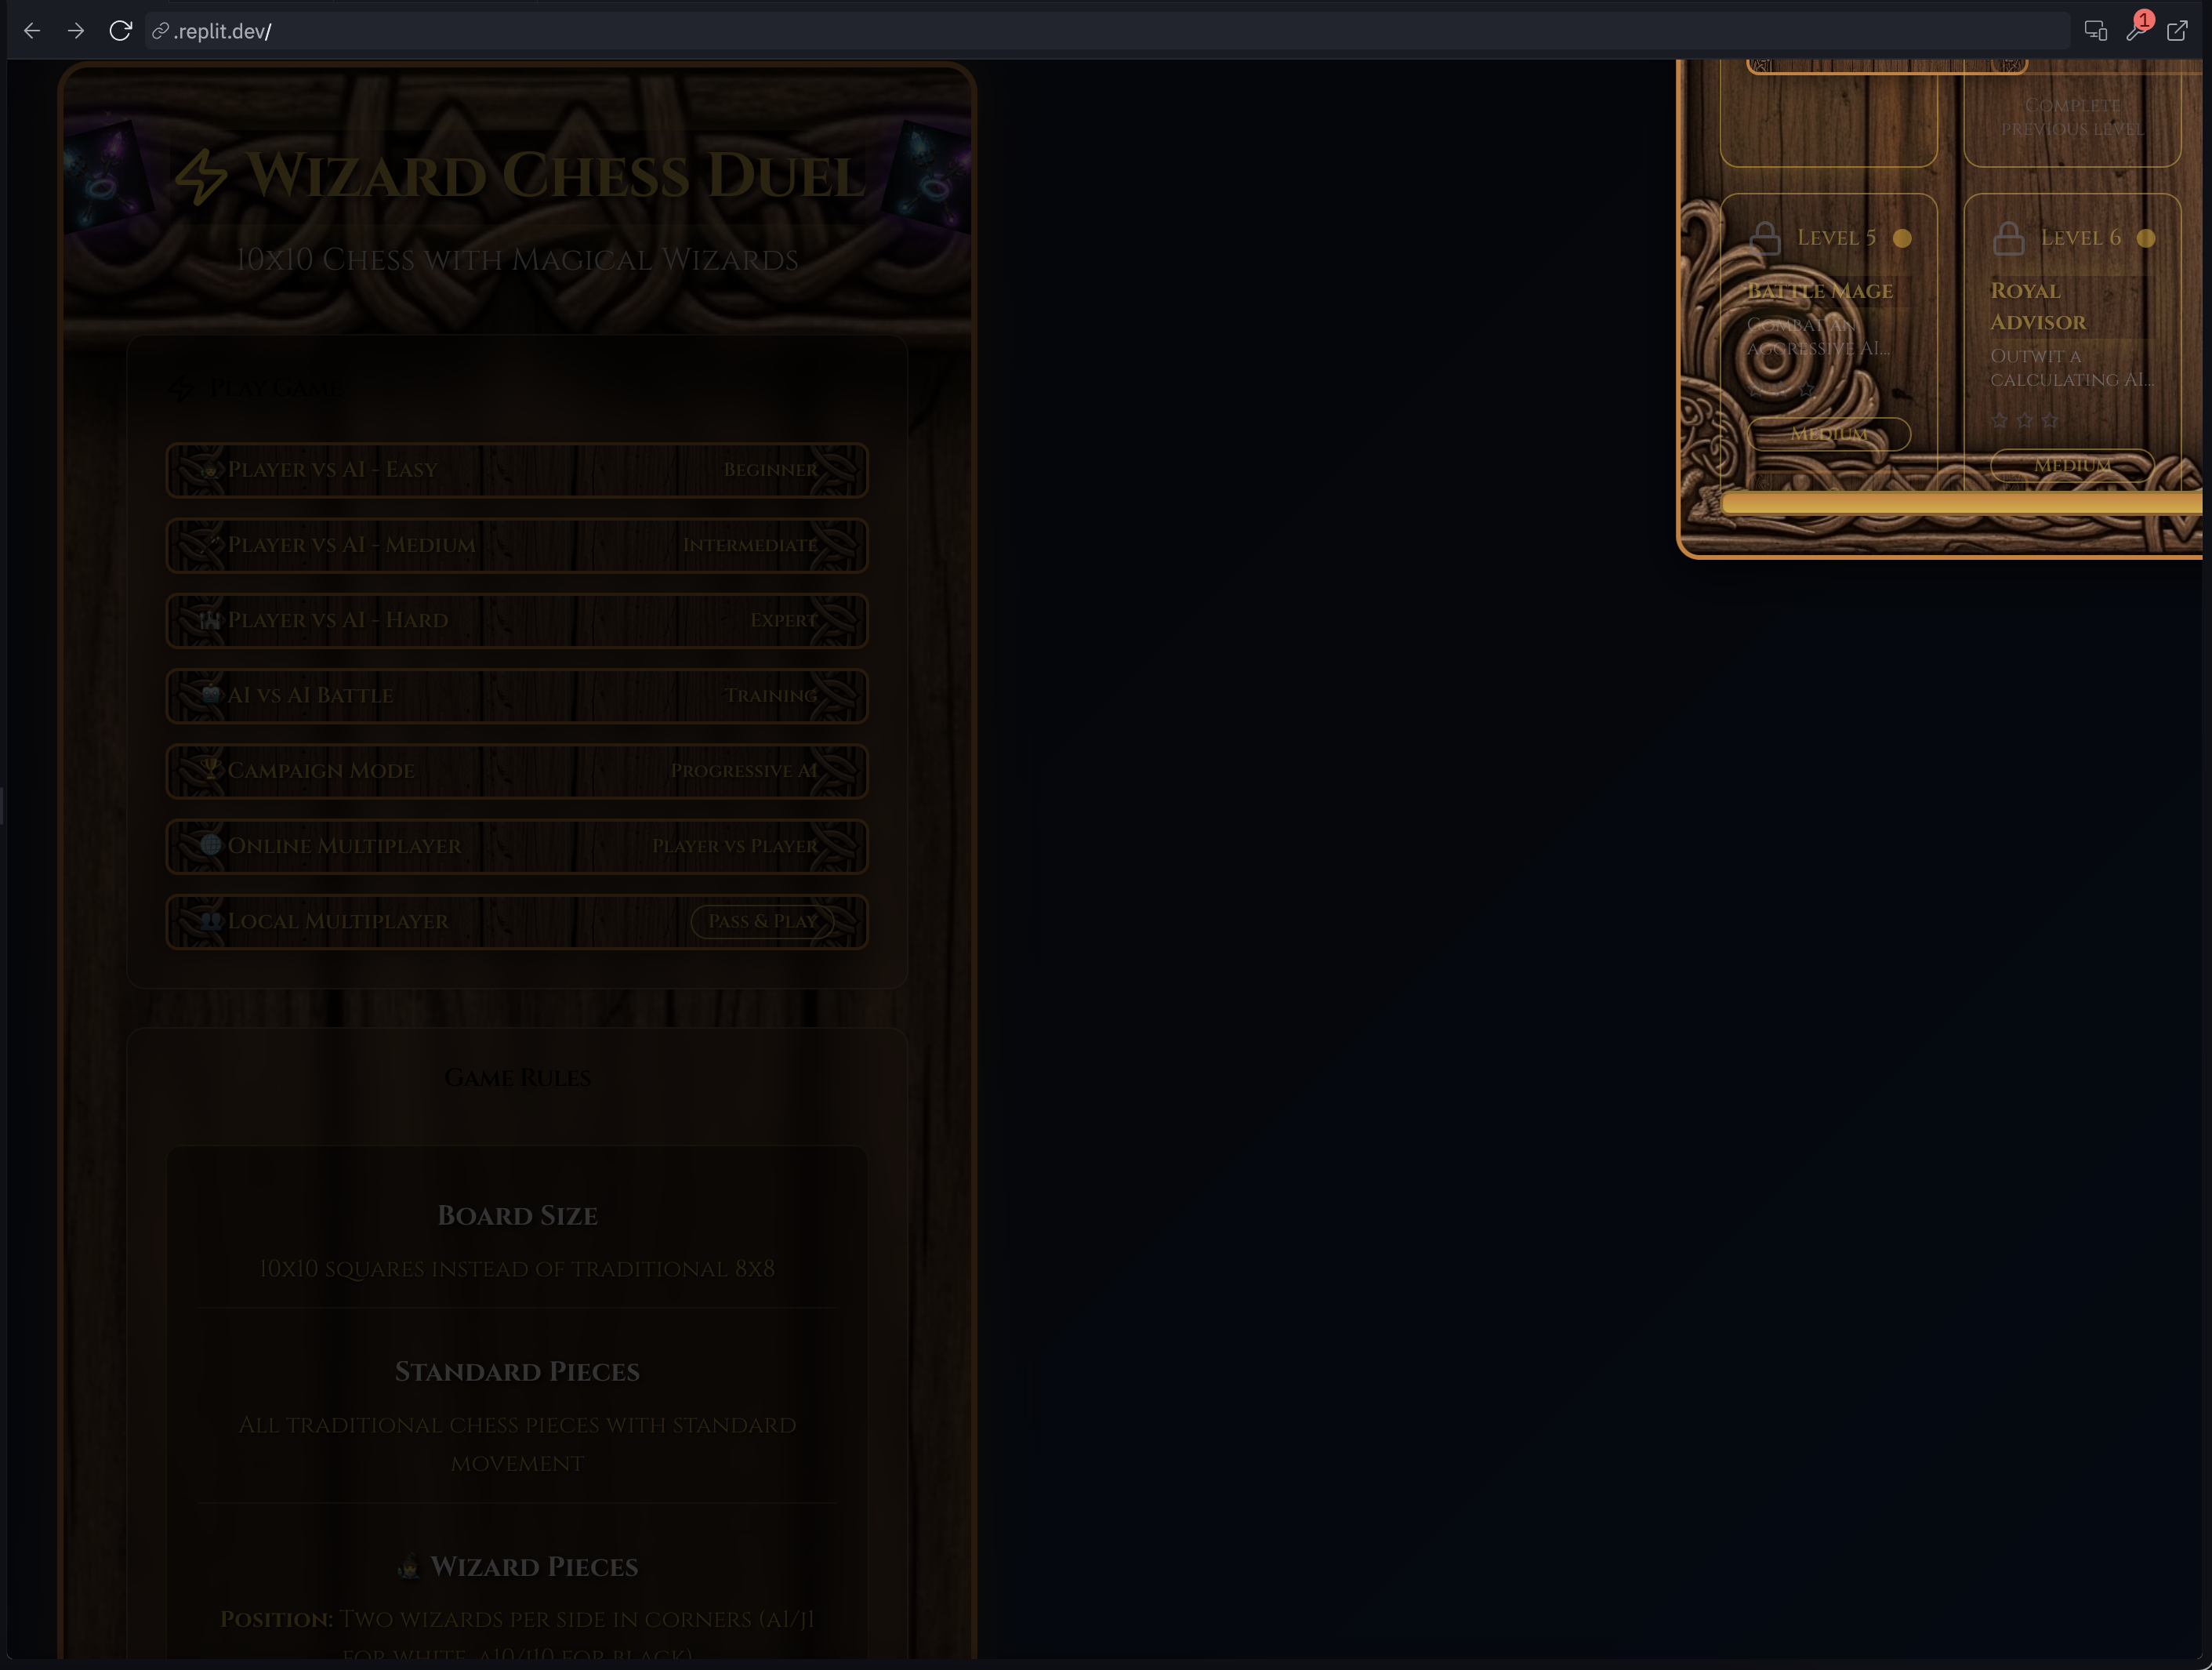 .replit.dev/
1
Wizard Chess Duel
10x10 Chess with Magical Wizards
Play Game
Player vs AI - Easy
Beginner
Player vs AI - Medium
Intermediate
Player vs AI - Hard
Expert
AI vs AI Battle
Training
Campaign Mode
Progressive AI
Online Multiplayer
Player vs Player
Local Multiplayer
Pass & Play
Game Rules
Board Size
10x10 squares instead of traditional 8x8
Standard Pieces
All traditional chess pieces with standard
movement
Wizard Pieces
Position: Two wizards per side in corners (a1/j1
for white, a10/j10 for black)
Complete
previous level
Level 5
Battle Mage
Combat an
aggressive AI...
Medium
Level 6
Royal
Advisor
Outwit a
calculating AI...
Medium